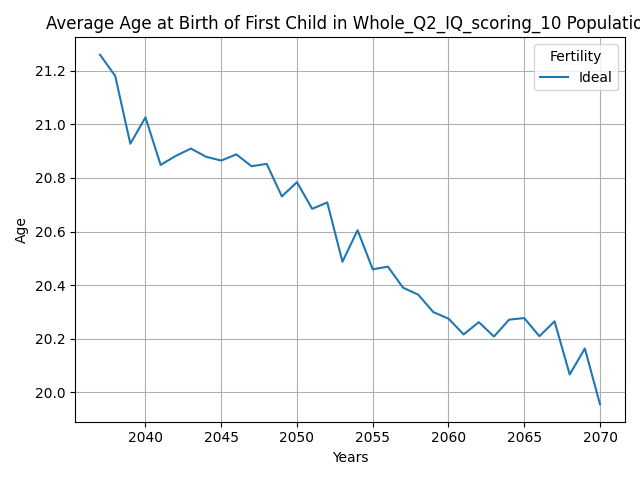 Average Age at Birth of First Child in Whole_Q2_IQ_scoring_10 Populatio
Fertility
Ideal
21.2
21.0
20.8
20.6
20.4
20.2
20.0
Age
2040 2045 2050 2055 2060 2065 2070
Years